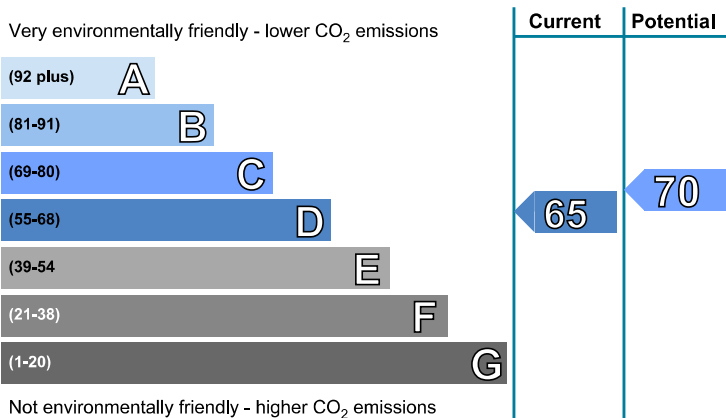 Very environmentally friendly - lower CO₂ emissions
Current
Potential
(92 plus) A
(81-91) B
(69-80) C
(55-68) D
(39-54 E
(21-38) F
(1-20) G
65
70
Not environmentally friendly - higher CO₂ emissions